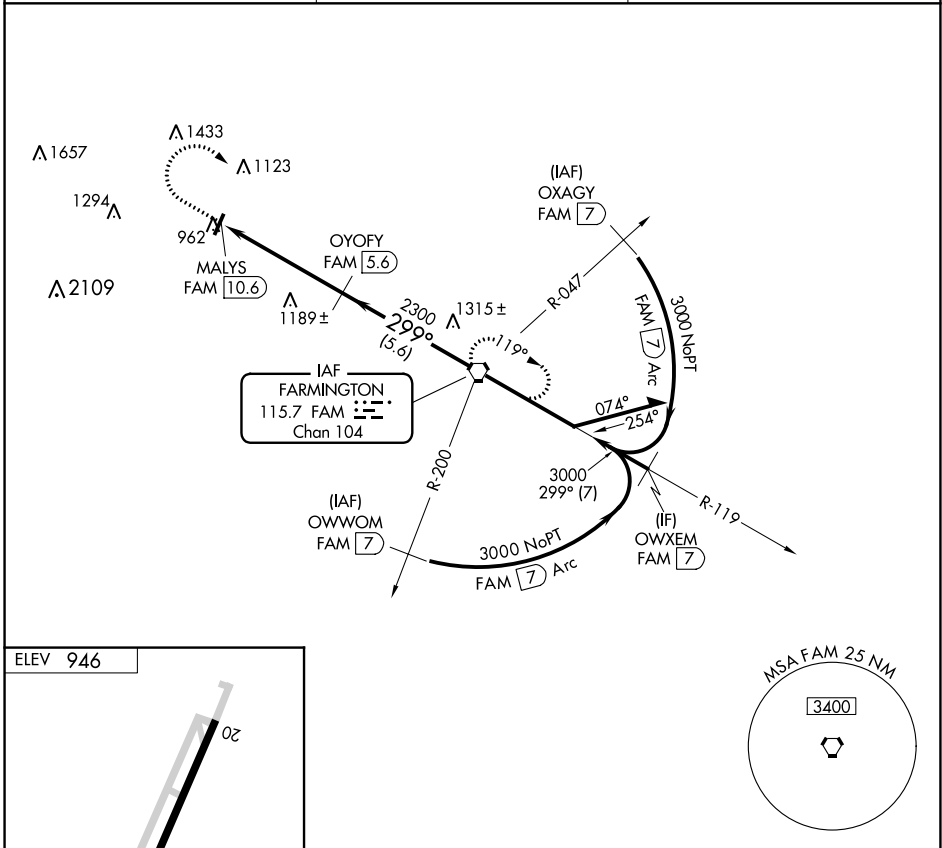 1433
1657
1123
1294
962
(IAF)
OXAGY
FAM 7
OYOFY
FAM 5.6
MALYS
FAM 10.6
2109
1189 ±
2300
299°
(5.6)
1315 ±
R-047
3000 NoPT
FAM 7 Arc
119°
IAF
FARMINGTON
115.7 FAM
Chan 104
074°
254°
R-200
3000
299° (7)
R-119
(IAF)
OWWOM
FAM 7
(IF)
OWXEM
FAM 7
3000 NoPT
FAM 7 Arc
ELEV 946
20
MSA FAM 25 NM
3400